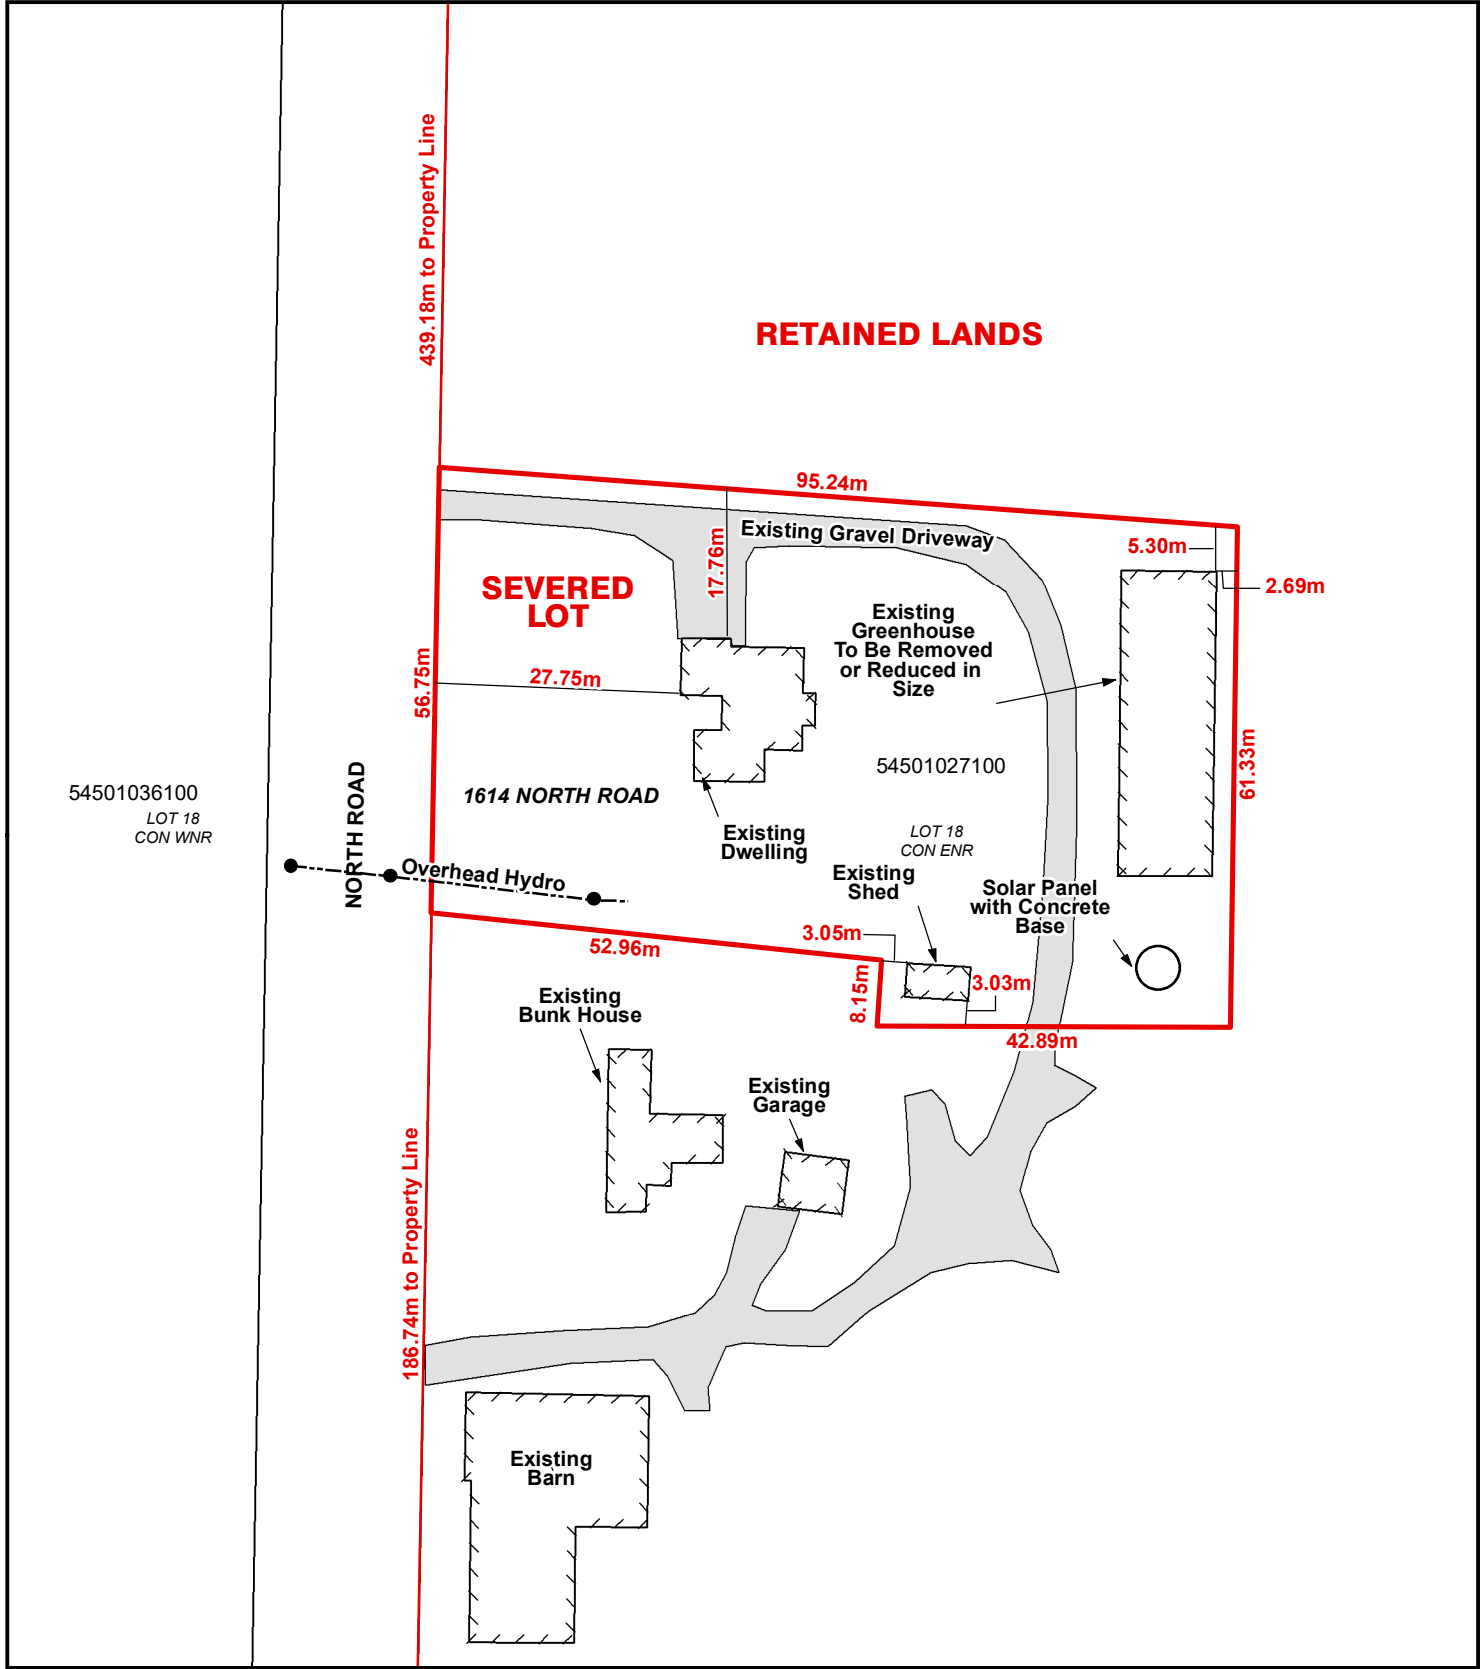 439.18m to Property Line
RETAINED LANDS
95.24m
Existing Gravel Driveway
17.76m
5.30m
2.69m
SEVERED
LOT
Existing
Greenhouse
To Be Removed
or Reduced in
Size
27.75m
56.75m
61.33m
54501027100
54501036100
LOT 18
CON WNR
NORTH ROAD
1614 NORTH ROAD
Existing
Dwelling
LOT 18
CON ENR
Overhead Hydro
Existing
Shed
Solar Panel
with Concrete
Base
3.05m
52.96m
8.15m
3.03m
42.89m
Existing
Bunk House
Existing
Garage
186.74m to Property Line
Existing
Barn